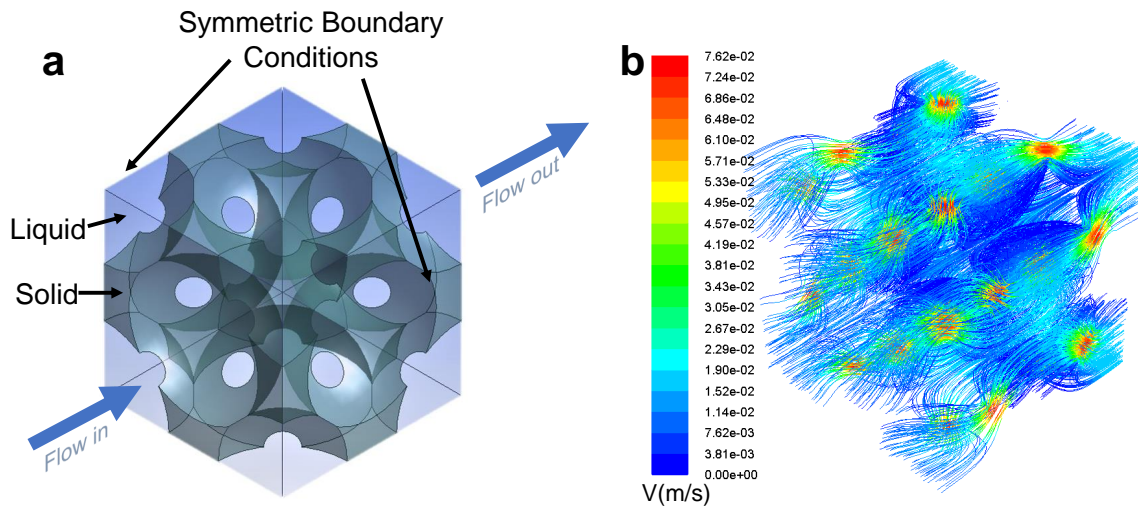 Symmetric Boundary
Conditions
a
Liquid
Solid
Flow in
Flow out
b
7.62e-02
7.24e-02
6.86e-02
6.48e-02
6.10e-02
5.71e-02
5.33e-02
4.95e-02
4.57e-02
4.19e-02
3.81e-02
3.43e-02
3.05e-02
2.67e-02
2.29e-02
1.90e-02
1.52e-02
1.14e-02
7.62e-03
3.81e-03
0.00e+00
V(m/s)